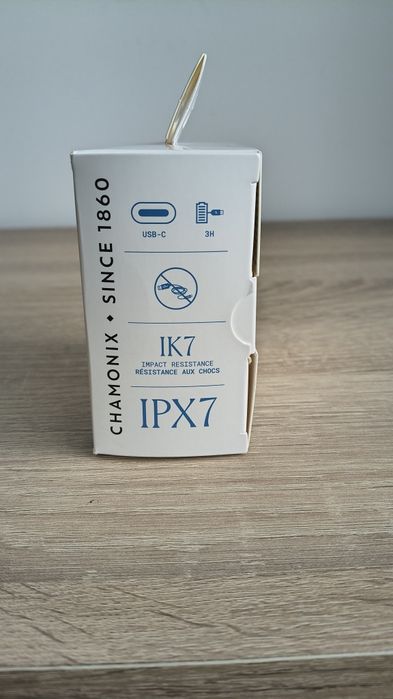 CHAMONIX ♦ SINCE 1860
USB-C 3H
IK7
IMPACT RESISTANCE
RÉSISTANCE AUX CHOCS
IPX7